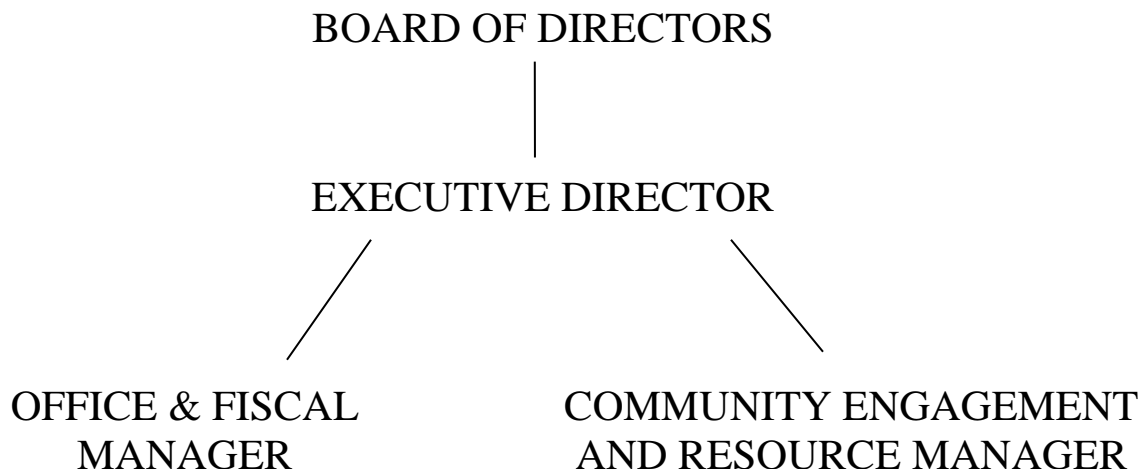 BOARD OF DIRECTORS
EXECUTIVE DIRECTOR
OFFICE & FISCAL
MANAGER
COMMUNITY ENGAGEMENT
AND RESOURCE MANAGER